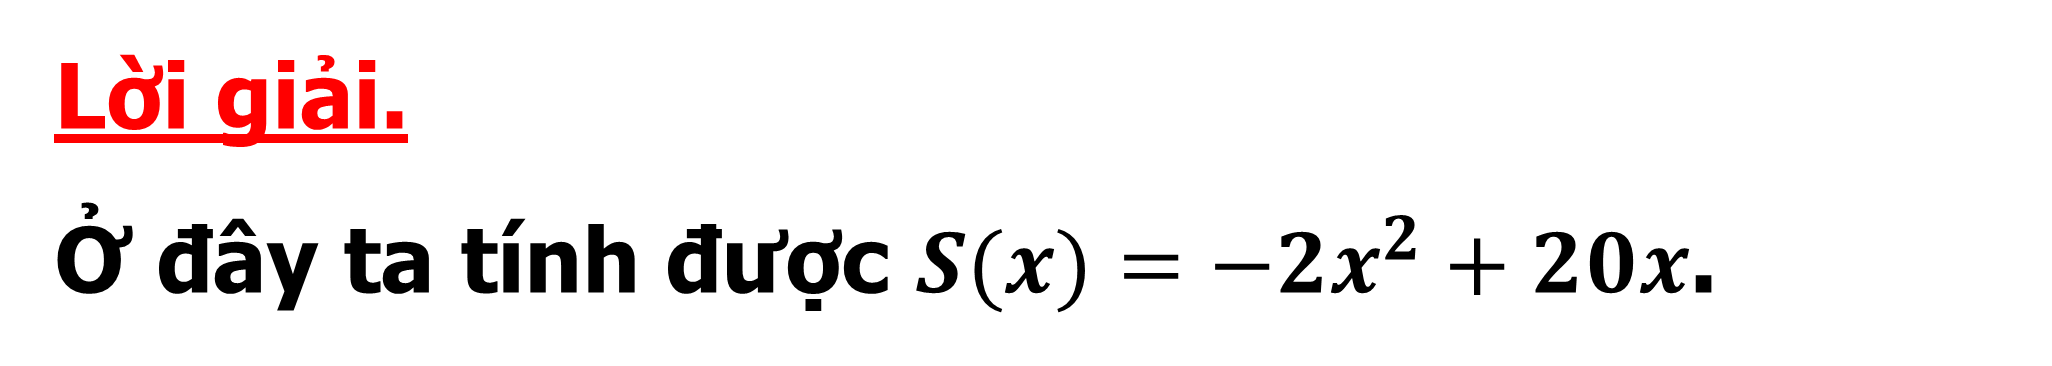 Lời giải.
Ở đây ta tính được S(x) = −2x² + 20x.